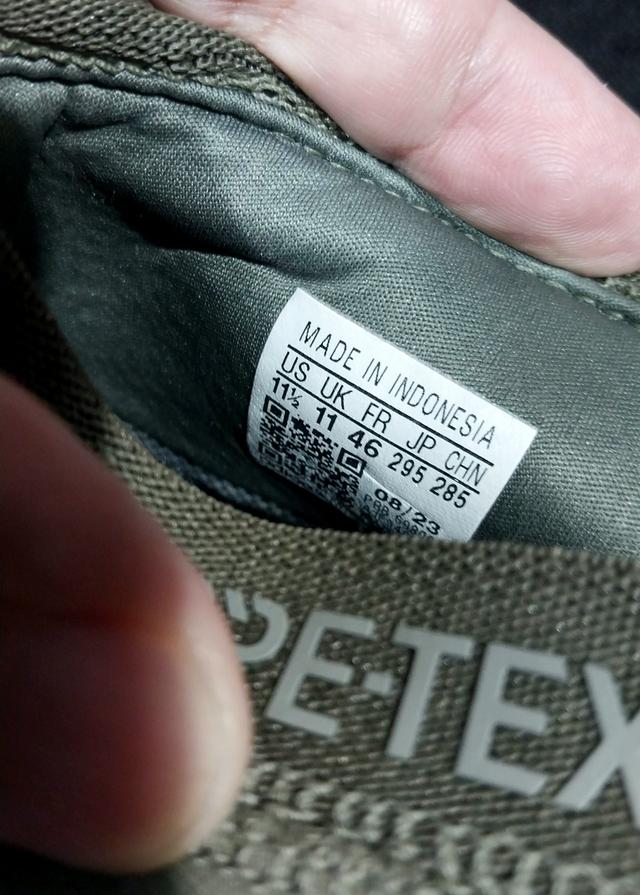 MADE IN INDONESIA
US UK FR JP CHN
11½ 11 46 295 285
08/23
RE-TEX